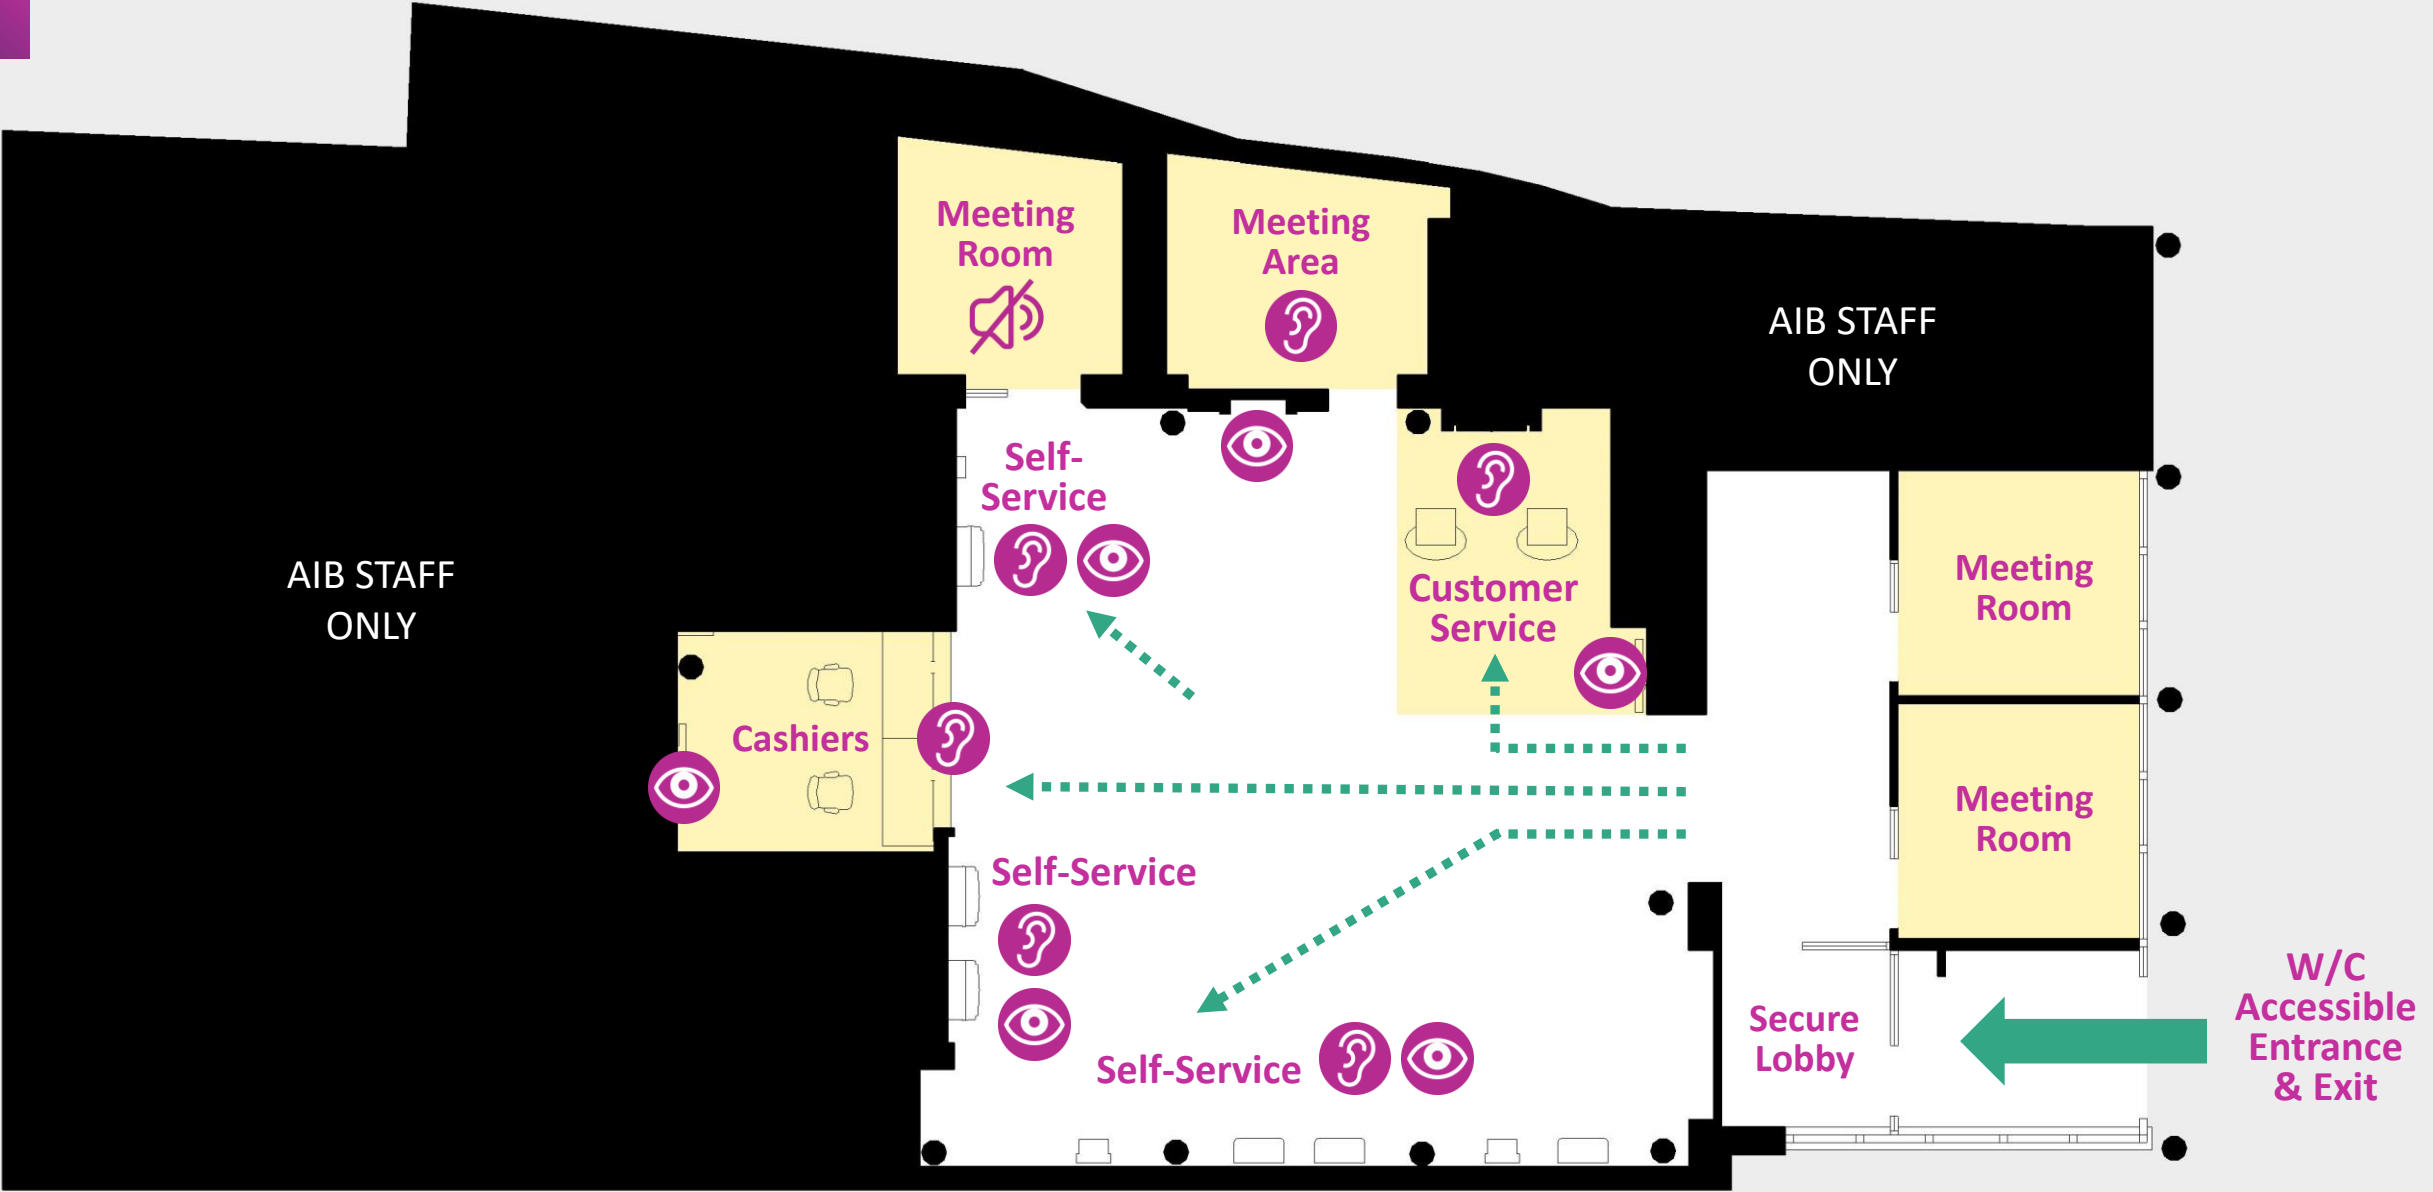 Meeting
Room
Meeting
Area
AIB STAFF
ONLY
Self-
Service
AIB STAFF
ONLY
Customer
Service
Meeting
Room
Cashiers
Meeting
Room
Self-Service
Self-Service
Secure
Lobby
W/C
Accessible
Entrance
& Exit